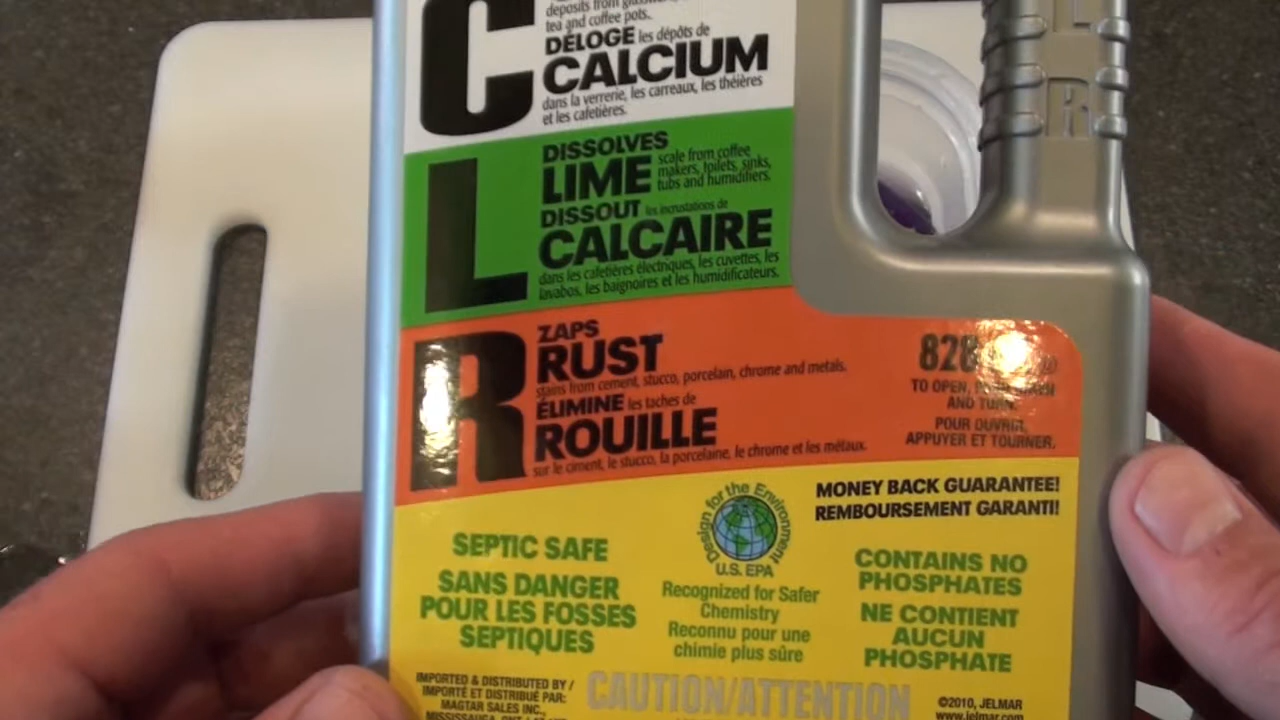 C
deposits from
tea and coffee pots.
DÉLOGE les dépôts de
CALCIUM
dans la verrerie, les carreaux, les théières
et les cafetières.
L
DISSOLVES
LIME scale from coffee
makers, toilets, sinks,
tubs and humidifiers.
DISSOUT les incrustations de
CALCAIRE
dans les cafetières électriques, les cuvettes, les
lavabos, les baignoires et les humidificateurs.
R
ZAPS
RUST
stains from cement, stucco, porcelain, chrome and metals.
ÉLIMINE les taches de
ROUILLE
sur le ciment, le stucco, la porcelaine, le chrome et les métaux.
828
TO OPEN, DOWN
AND TURN.
POUR OUVRIR,
APPUYER ET TOURNER.
MONEY BACK GUARANTEE!
REMBOURSEMENT GARANTI!
SEPTIC SAFE
SANS DANGER
POUR LES FOSSES
SEPTIQUES
Design for the Environment
U.S. EPA
Recognized for Safer
Chemistry
Reconnu pour une
chimie plus sûre
CONTAINS NO
PHOSPHATES
NE CONTIENT
AUCUN
PHOSPHATE
IMPORTED & DISTRIBUTED BY /
IMPORTÉ ET DISTRIBUÉ PAR:
MAGTAR SALES INC.,
CAUTION/ATTENTION
©2010, JELMAR
www.jelmar.com
L
R